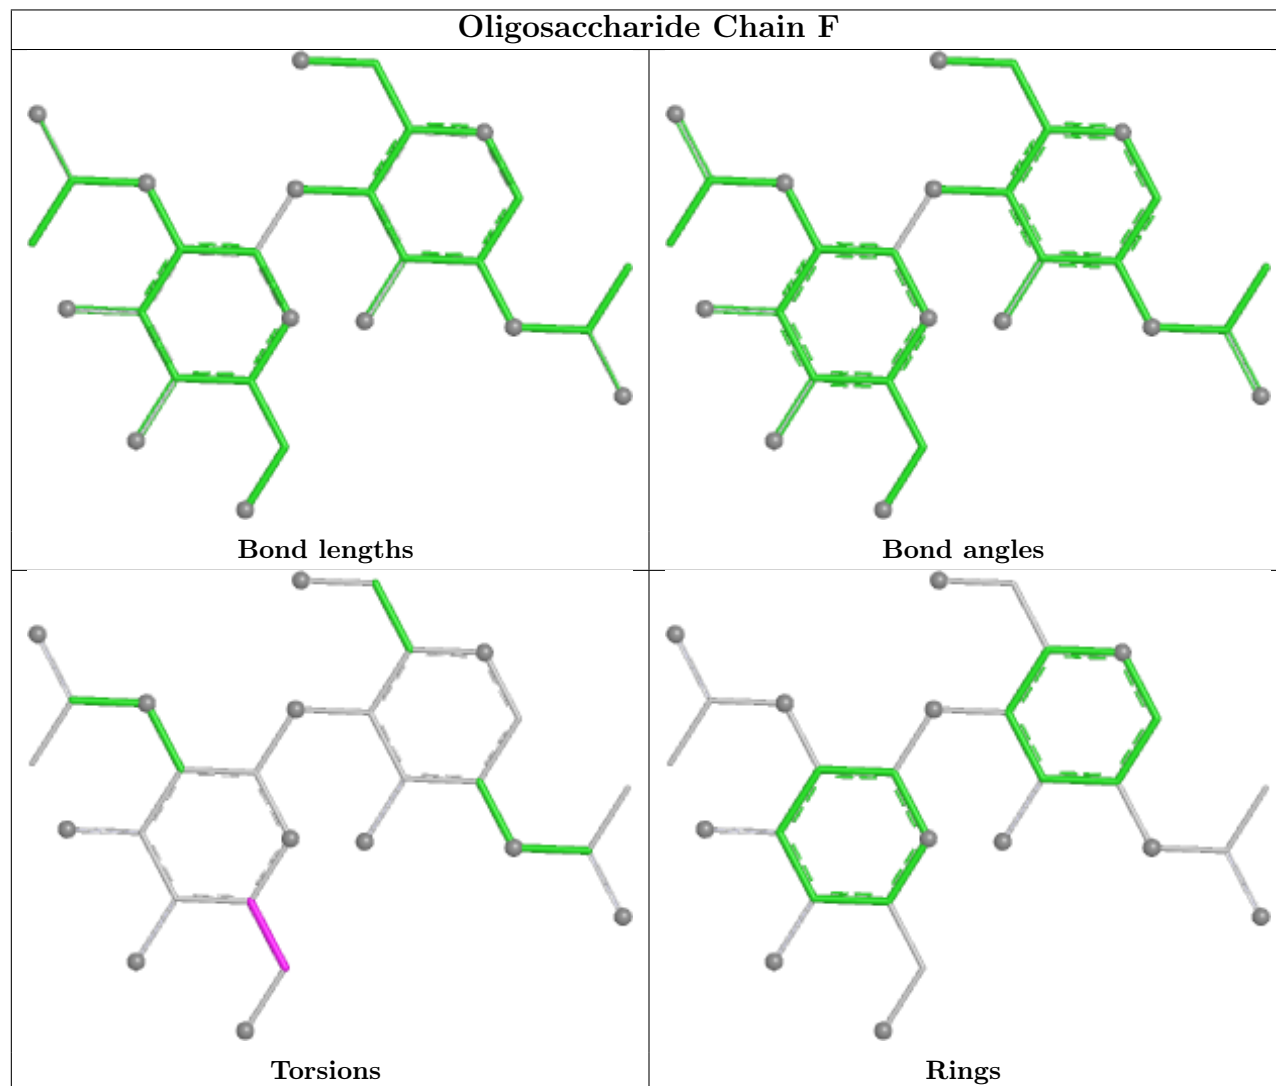 Oligosaccharide Chain F
Bond lengths
Bond angles
Torsions
Rings